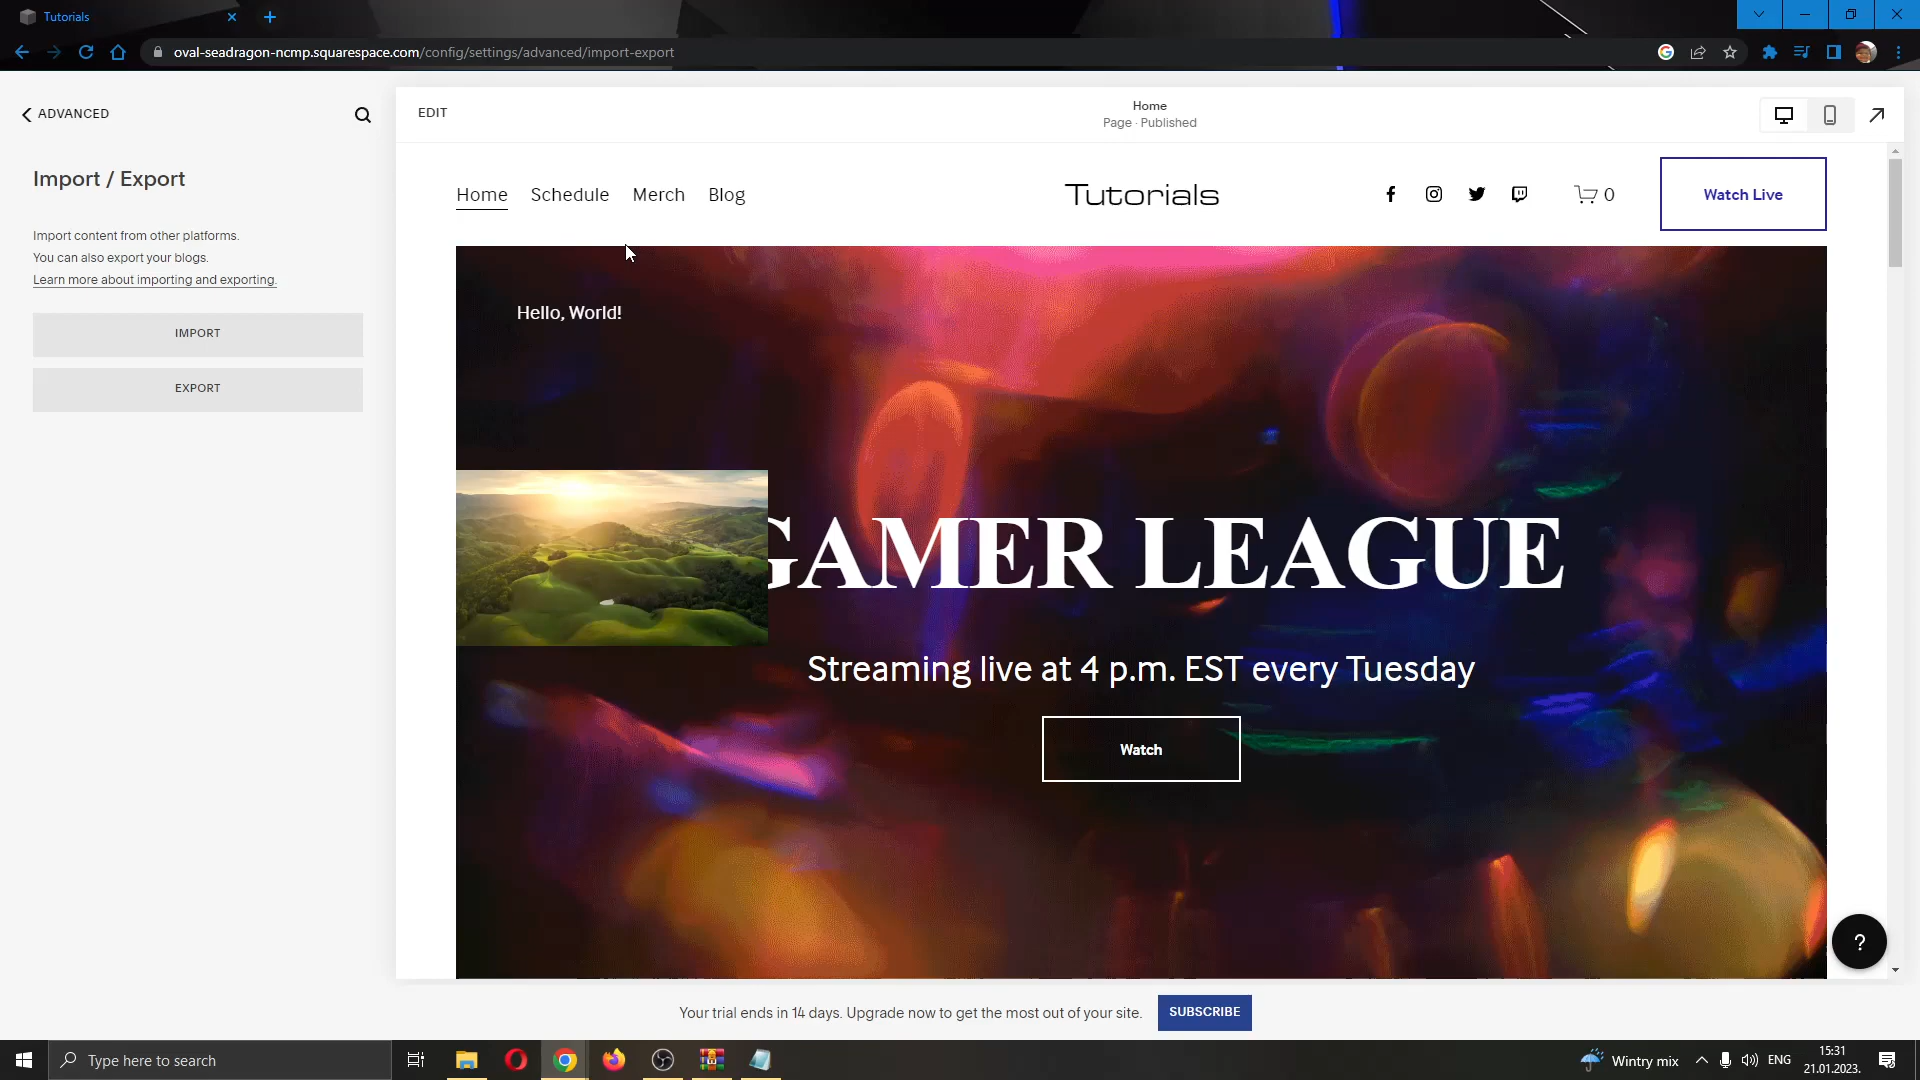 Tutorials
oval-seadragon-ncmp.squarespace.com/config/settings/advanced/import-export
ADVANCED
Import / Export
Import content from other platforms.
You can also export your blogs.
Learn more about importing and exporting.
IMPORT
EXPORT
EDIT
Home
Page · Published
Home Schedule Merch Blog
Tutorials
0
Watch Live
Hello, World!
GAMER LEAGUE
Streaming live at 4 p.m. EST every Tuesday
Watch
?
Your trial ends in 14 days. Upgrade now to get the most out of your site.
SUBSCRIBE
Type here to search
Wintry mix
ENG
15:31
21.01.2023.